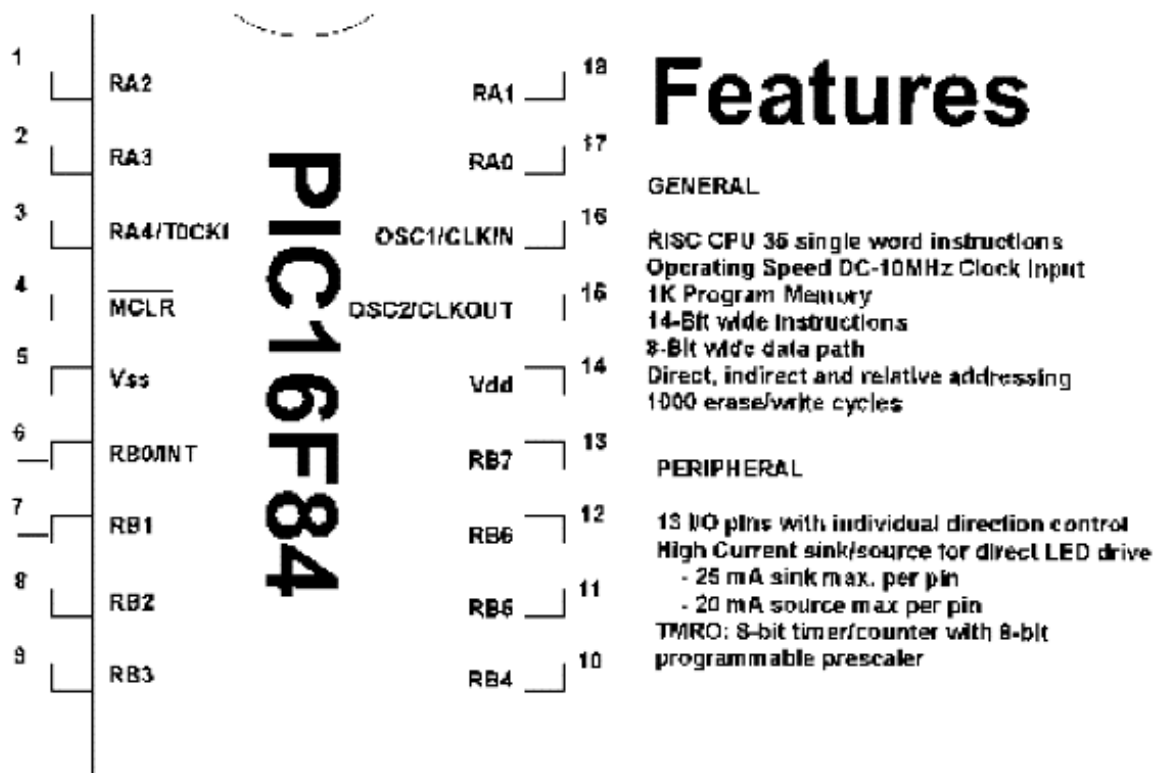 1
RA2
RA1
18
2
RA3
RA0
17
3
RA4/T0CKI
OSC1/CLKIN
16
4
MCLR
OSC2/CLKOUT
15
5
Vss
Vdd
14
6
RB0/INT
RB7
13
7
RB1
RB6
12
8
RB2
RB5
11
9
RB3
RB4
10
PIC16F84
Features
GENERAL
RISC CPU 35 single word instructions
Operating Speed DC-10MHz Clock Input
1K Program Memory
14-Bit wide Instructions
8-Bit wide data path
Direct, indirect and relative addressing
1000 erase/write cycles
PERIPHERAL
13 I/O pins with individual direction control
High Current sink/source for direct LED drive
- 25 mA sink max. per pin
- 20 mA source max per pin
TMRO: 8-bit timer/counter with 8-bit
programmable prescaler